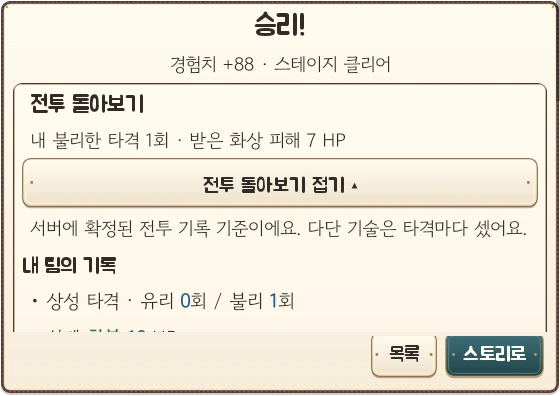 승리!
경험치 +88 · 스테이지 클리어
전투 돌아보기
내 불리한 타격 1회 · 받은 화상 피해 7 HP
전투 돌아보기 접기 ▴
서버에 확정된 전투 기록 기준이에요. 다단 기술은 타격마다 셌어요.
내 팀의 기록
• 상성 타격 · 유리 0회 / 불리 1회
목록
스토리로